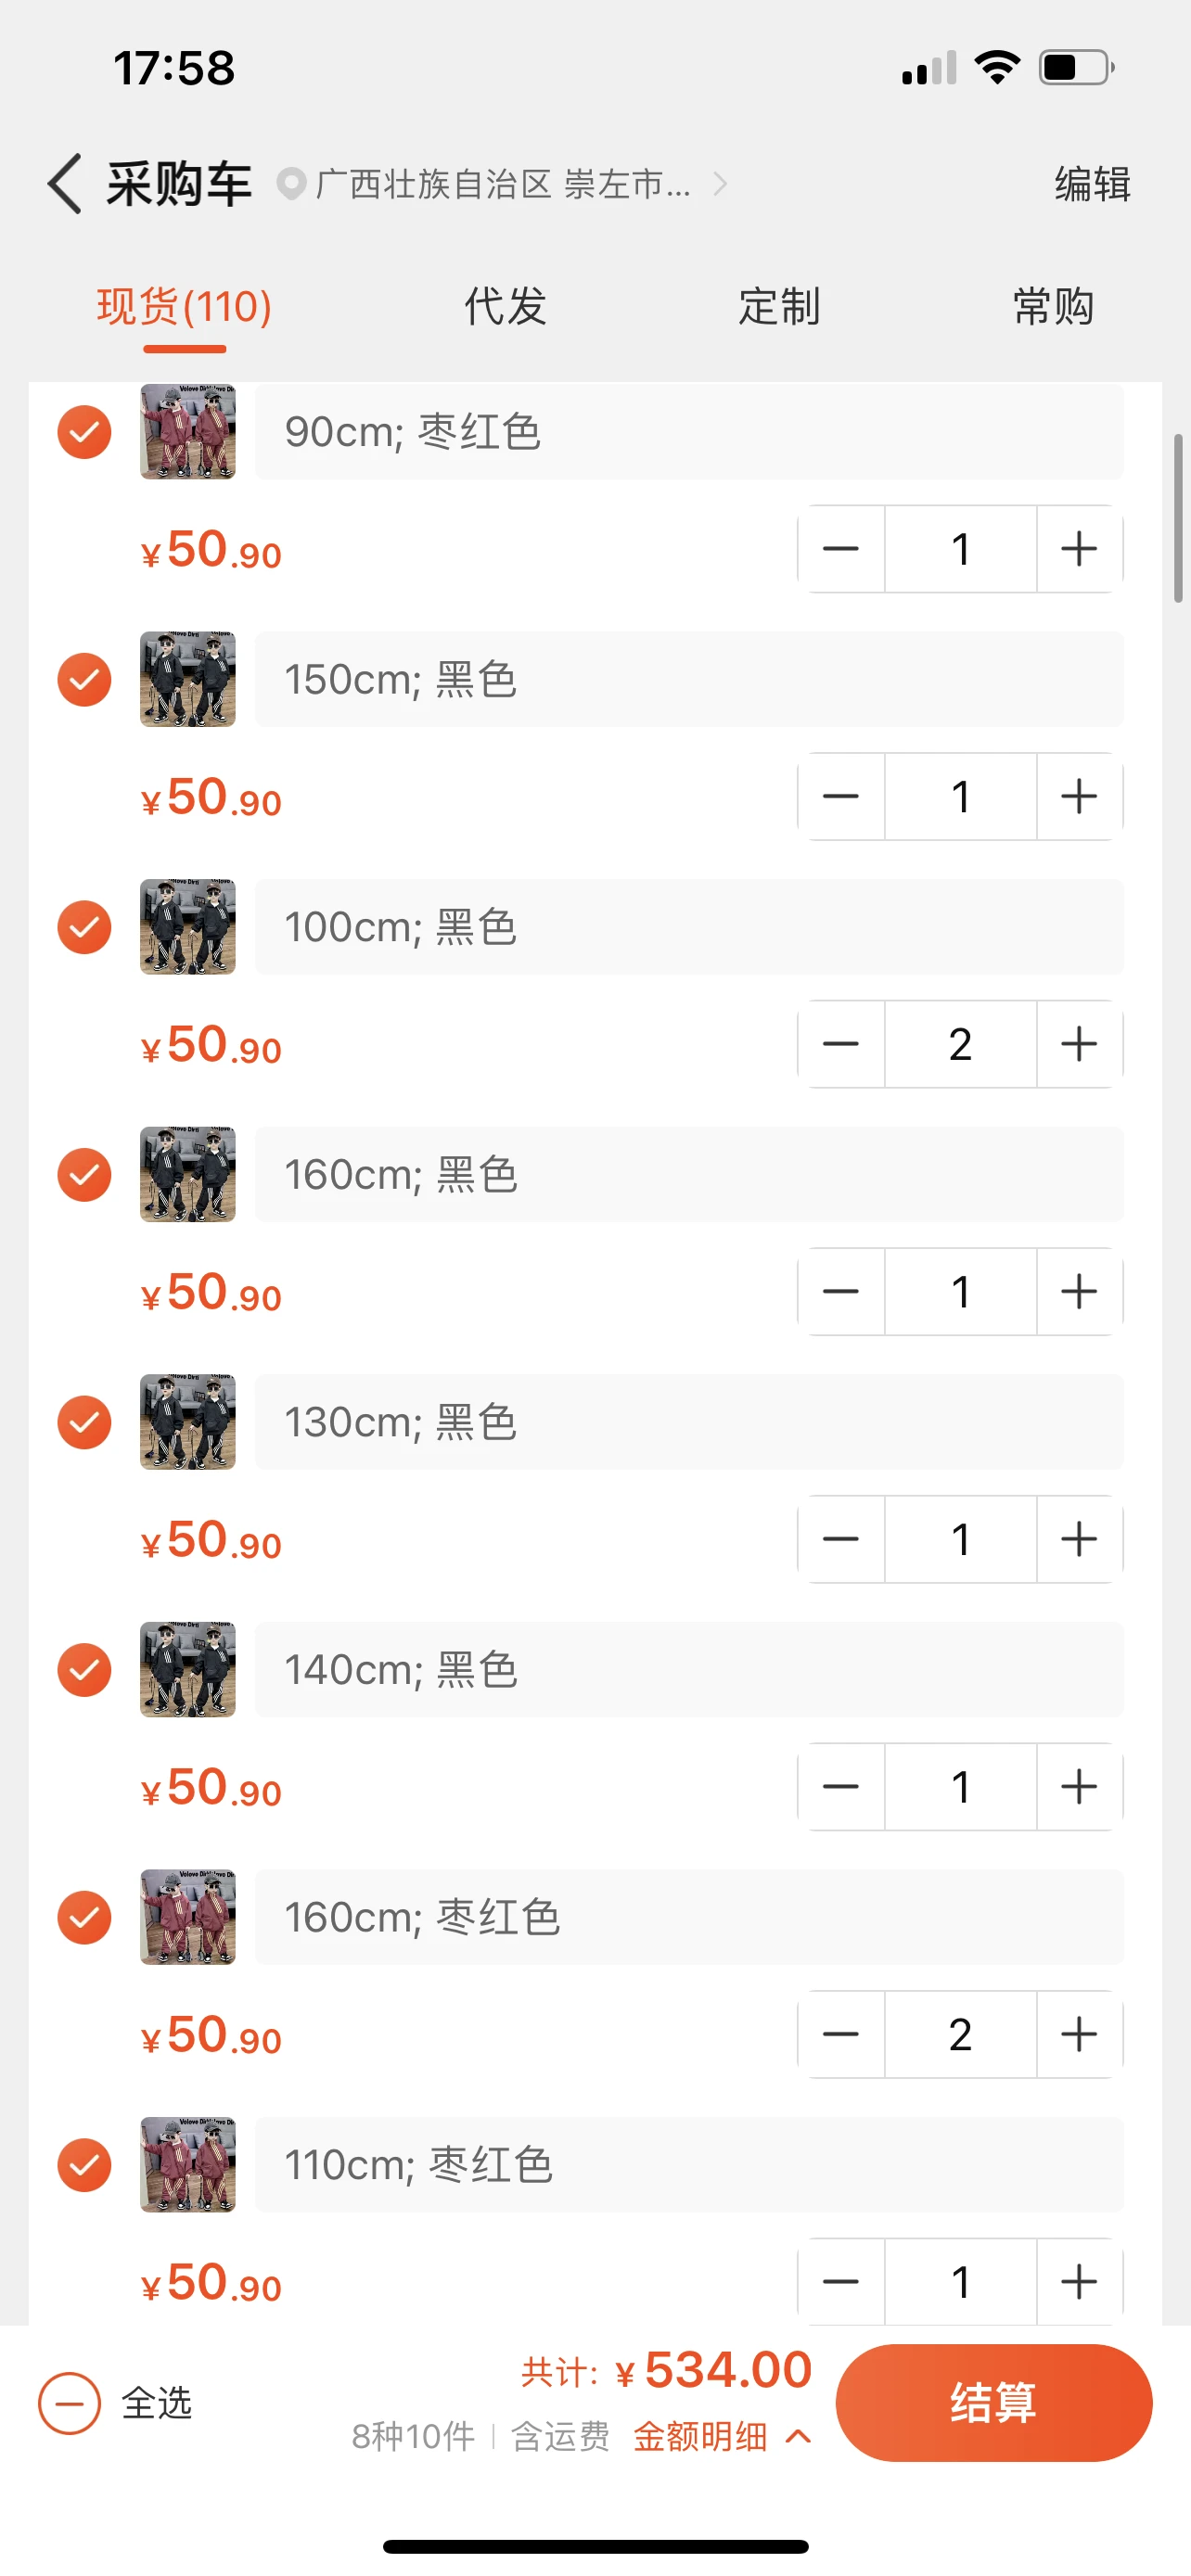 17:58
采购车 广西壮族自治区 崇左市... 编辑
现货(110) 代发 定制 常购
90cm; 枣红色
¥50.90 1
150cm; 黑色
¥50.90 1
100cm; 黑色
¥50.90 2
160cm; 黑色
¥50.90 1
130cm; 黑色
¥50.90 1
140cm; 黑色
¥50.90 1
160cm; 枣红色
¥50.90 2
110cm; 枣红色
¥50.90 1
全选 共计: ¥534.00 结算
8种10件 | 含运费 金额明细